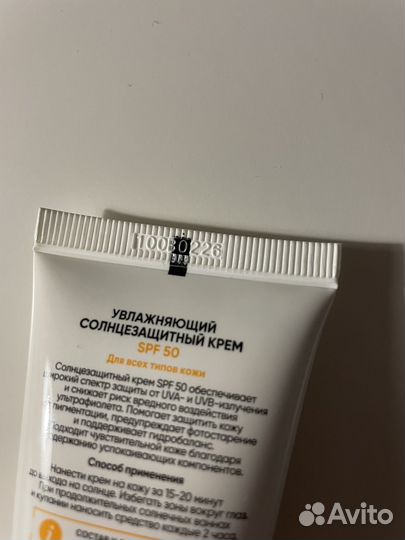 УВЛАЖНЯЮЩИЙ
СОЛНЦЕЗАЩИТНЫЙ КРЕМ
SPF 50
Для всех типов кожи
Солнцезащитный крем SPF 50 обеспечивает
широкий спектр защиты от UVA- и UVB-излучения
и снижает риск вредного воздействия
ультрафиолета. Помогает защитить кожу
от пигментации, предупреждает фотостарение
и поддерживает гидробаланс.
Подходит чувствительной коже благодаря
содержанию успокаивающих компонентов.
Способ применения
Нанести крем на кожу за 15-20 минут
до выхода на солнце. Избегать зоны вокруг глаз.
При продолжительных солнечных ваннах
и купании наносить средство каждые 2 часа.
i
Avito